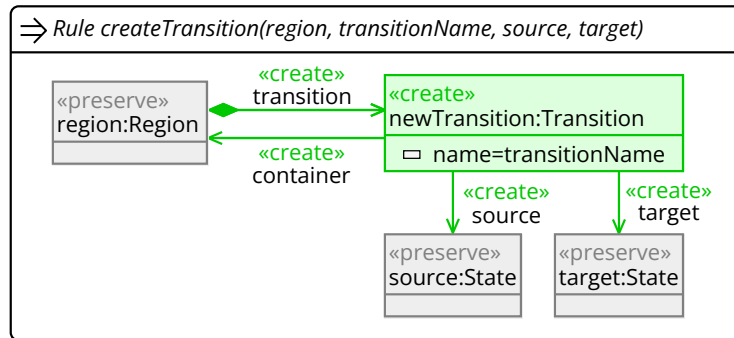 Rule createTransition(region, transitionName, source, target)
«preserve»
region:Region
«create»
transition
«create»
container
«create»
newTransition:Transition
name=transitionName
«create»
source
«create»
target
«preserve»
source:State
«preserve»
target:State